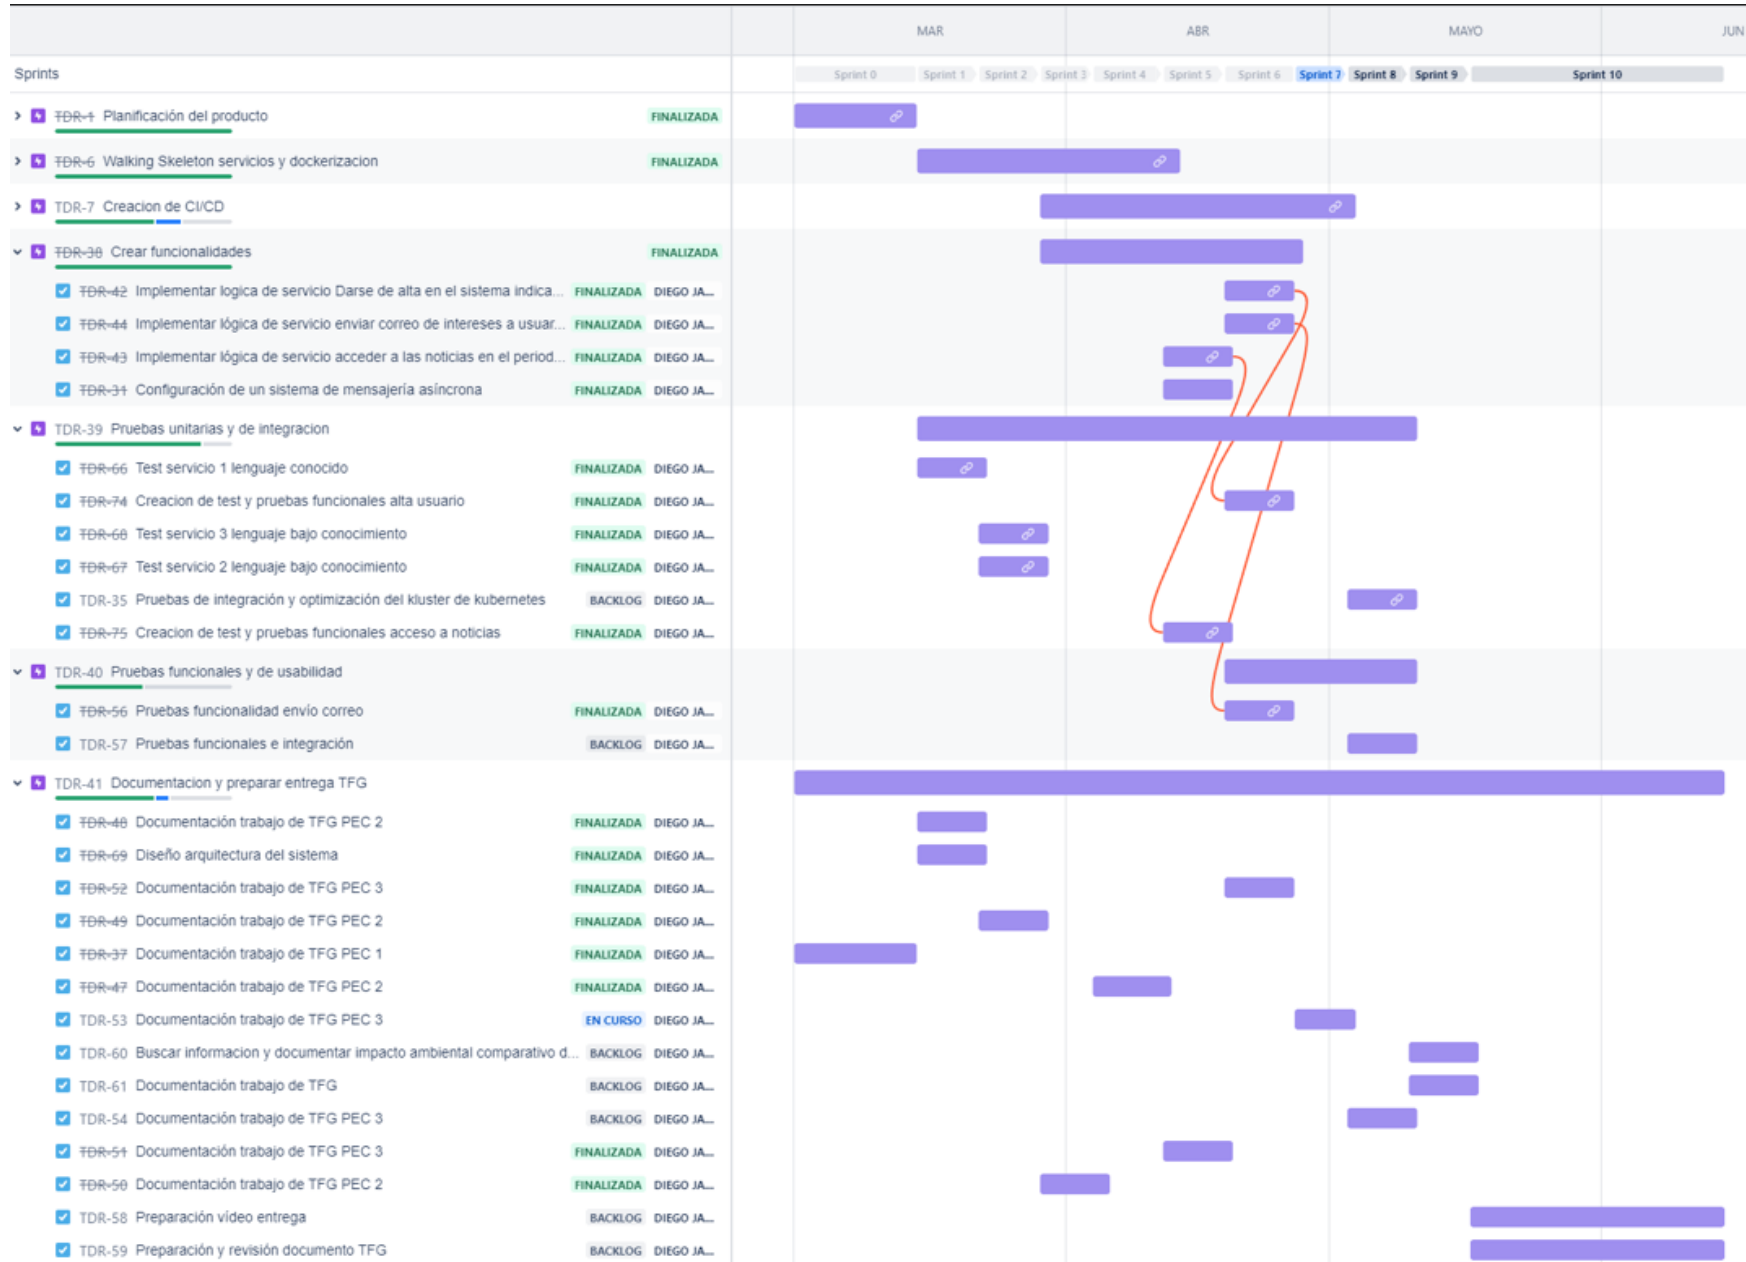 MAR ABR MAYO JUN
Sprints Sprint 0 Sprint 1 Sprint 2 Sprint 3 Sprint 4 Sprint 5 Sprint 6 Sprint 7 Sprint 8 Sprint 9 Sprint 10
TDR-1 Planificación del producto FINALIZADA
TDR-6 Walking Skeleton servicios y dockerizacion FINALIZADA
TDR-7 Creacion de CI/CD
TDR-38 Crear funcionalidades FINALIZADA
TDR-42 Implementar logica de servicio Darse de alta en el sistema indica... FINALIZADA DIEGO JA...
TDR-44 Implementar lógica de servicio enviar correo de intereses a usuar... FINALIZADA DIEGO JA...
TDR-43 Implementar lógica de servicio acceder a las noticias en el period... FINALIZADA DIEGO JA...
TDR-31 Configuración de un sistema de mensajería asíncrona FINALIZADA DIEGO JA...
TDR-39 Pruebas unitarias y de integracion
TDR-66 Test servicio 1 lenguaje conocido FINALIZADA DIEGO JA...
TDR-74 Creacion de test y pruebas funcionales alta usuario FINALIZADA DIEGO JA...
TDR-68 Test servicio 3 lenguaje bajo conocimiento FINALIZADA DIEGO JA...
TDR-67 Test servicio 2 lenguaje bajo conocimiento FINALIZADA DIEGO JA...
TDR-35 Pruebas de integración y optimización del kluster de kubernetes BACKLOG DIEGO JA...
TDR-75 Creacion de test y pruebas funcionales acceso a noticias FINALIZADA DIEGO JA...
TDR-40 Pruebas funcionales y de usabilidad
TDR-56 Pruebas funcionalidad envío correo FINALIZADA DIEGO JA...
TDR-57 Pruebas funcionales e integración BACKLOG DIEGO JA...
TDR-41 Documentacion y preparar entrega TFG
TDR-48 Documentación trabajo de TFG PEC 2 FINALIZADA DIEGO JA...
TDR-69 Diseño arquitectura del sistema FINALIZADA DIEGO JA...
TDR-52 Documentación trabajo de TFG PEC 3 FINALIZADA DIEGO JA...
TDR-49 Documentación trabajo de TFG PEC 2 FINALIZADA DIEGO JA...
TDR-37 Documentación trabajo de TFG PEC 1 FINALIZADA DIEGO JA...
TDR-47 Documentación trabajo de TFG PEC 2 FINALIZADA DIEGO JA...
TDR-53 Documentación trabajo de TFG PEC 3 EN CURSO DIEGO JA...
TDR-60 Buscar informacion y documentar impacto ambiental comparativo d... BACKLOG DIEGO JA...
TDR-61 Documentación trabajo de TFG BACKLOG DIEGO JA...
TDR-54 Documentación trabajo de TFG PEC 3 BACKLOG DIEGO JA...
TDR-51 Documentación trabajo de TFG PEC 3 FINALIZADA DIEGO JA...
TDR-50 Documentación trabajo de TFG PEC 2 FINALIZADA DIEGO JA...
TDR-58 Preparación vídeo entrega BACKLOG DIEGO JA...
TDR-59 Preparación y revisión documento TFG BACKLOG DIEGO JA...